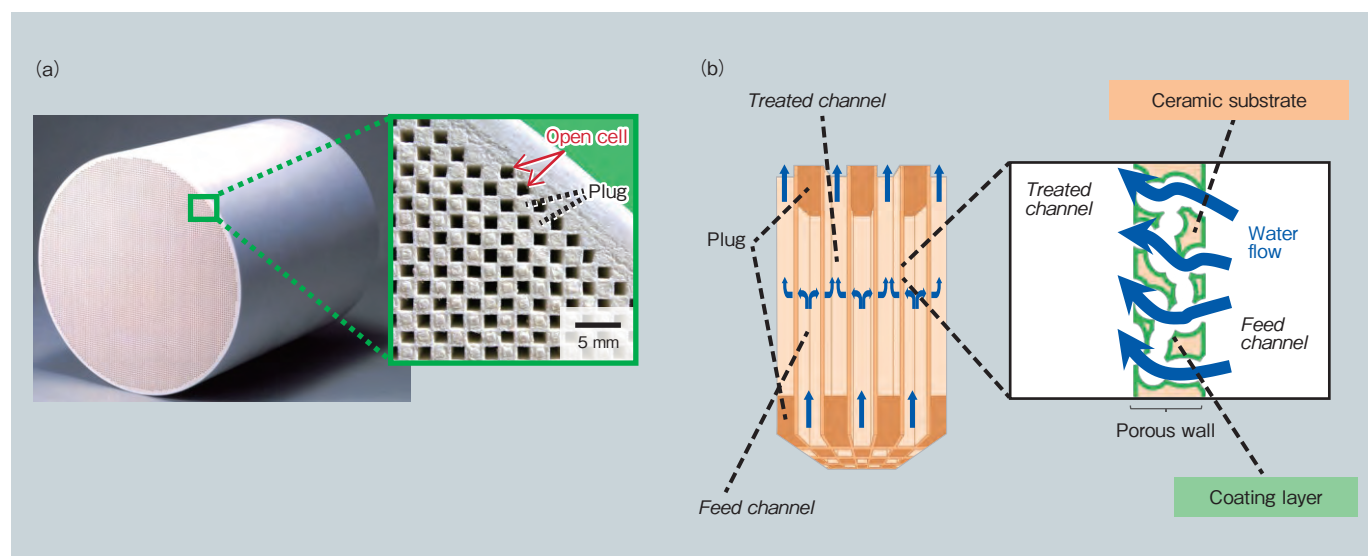 (a)
Open cell
Plug
5 mm
(b)
Treated channel
Plug
Feed channel
Ceramic substrate
Treated
channel
Water
flow
Feed
channel
Porous wall
Coating layer